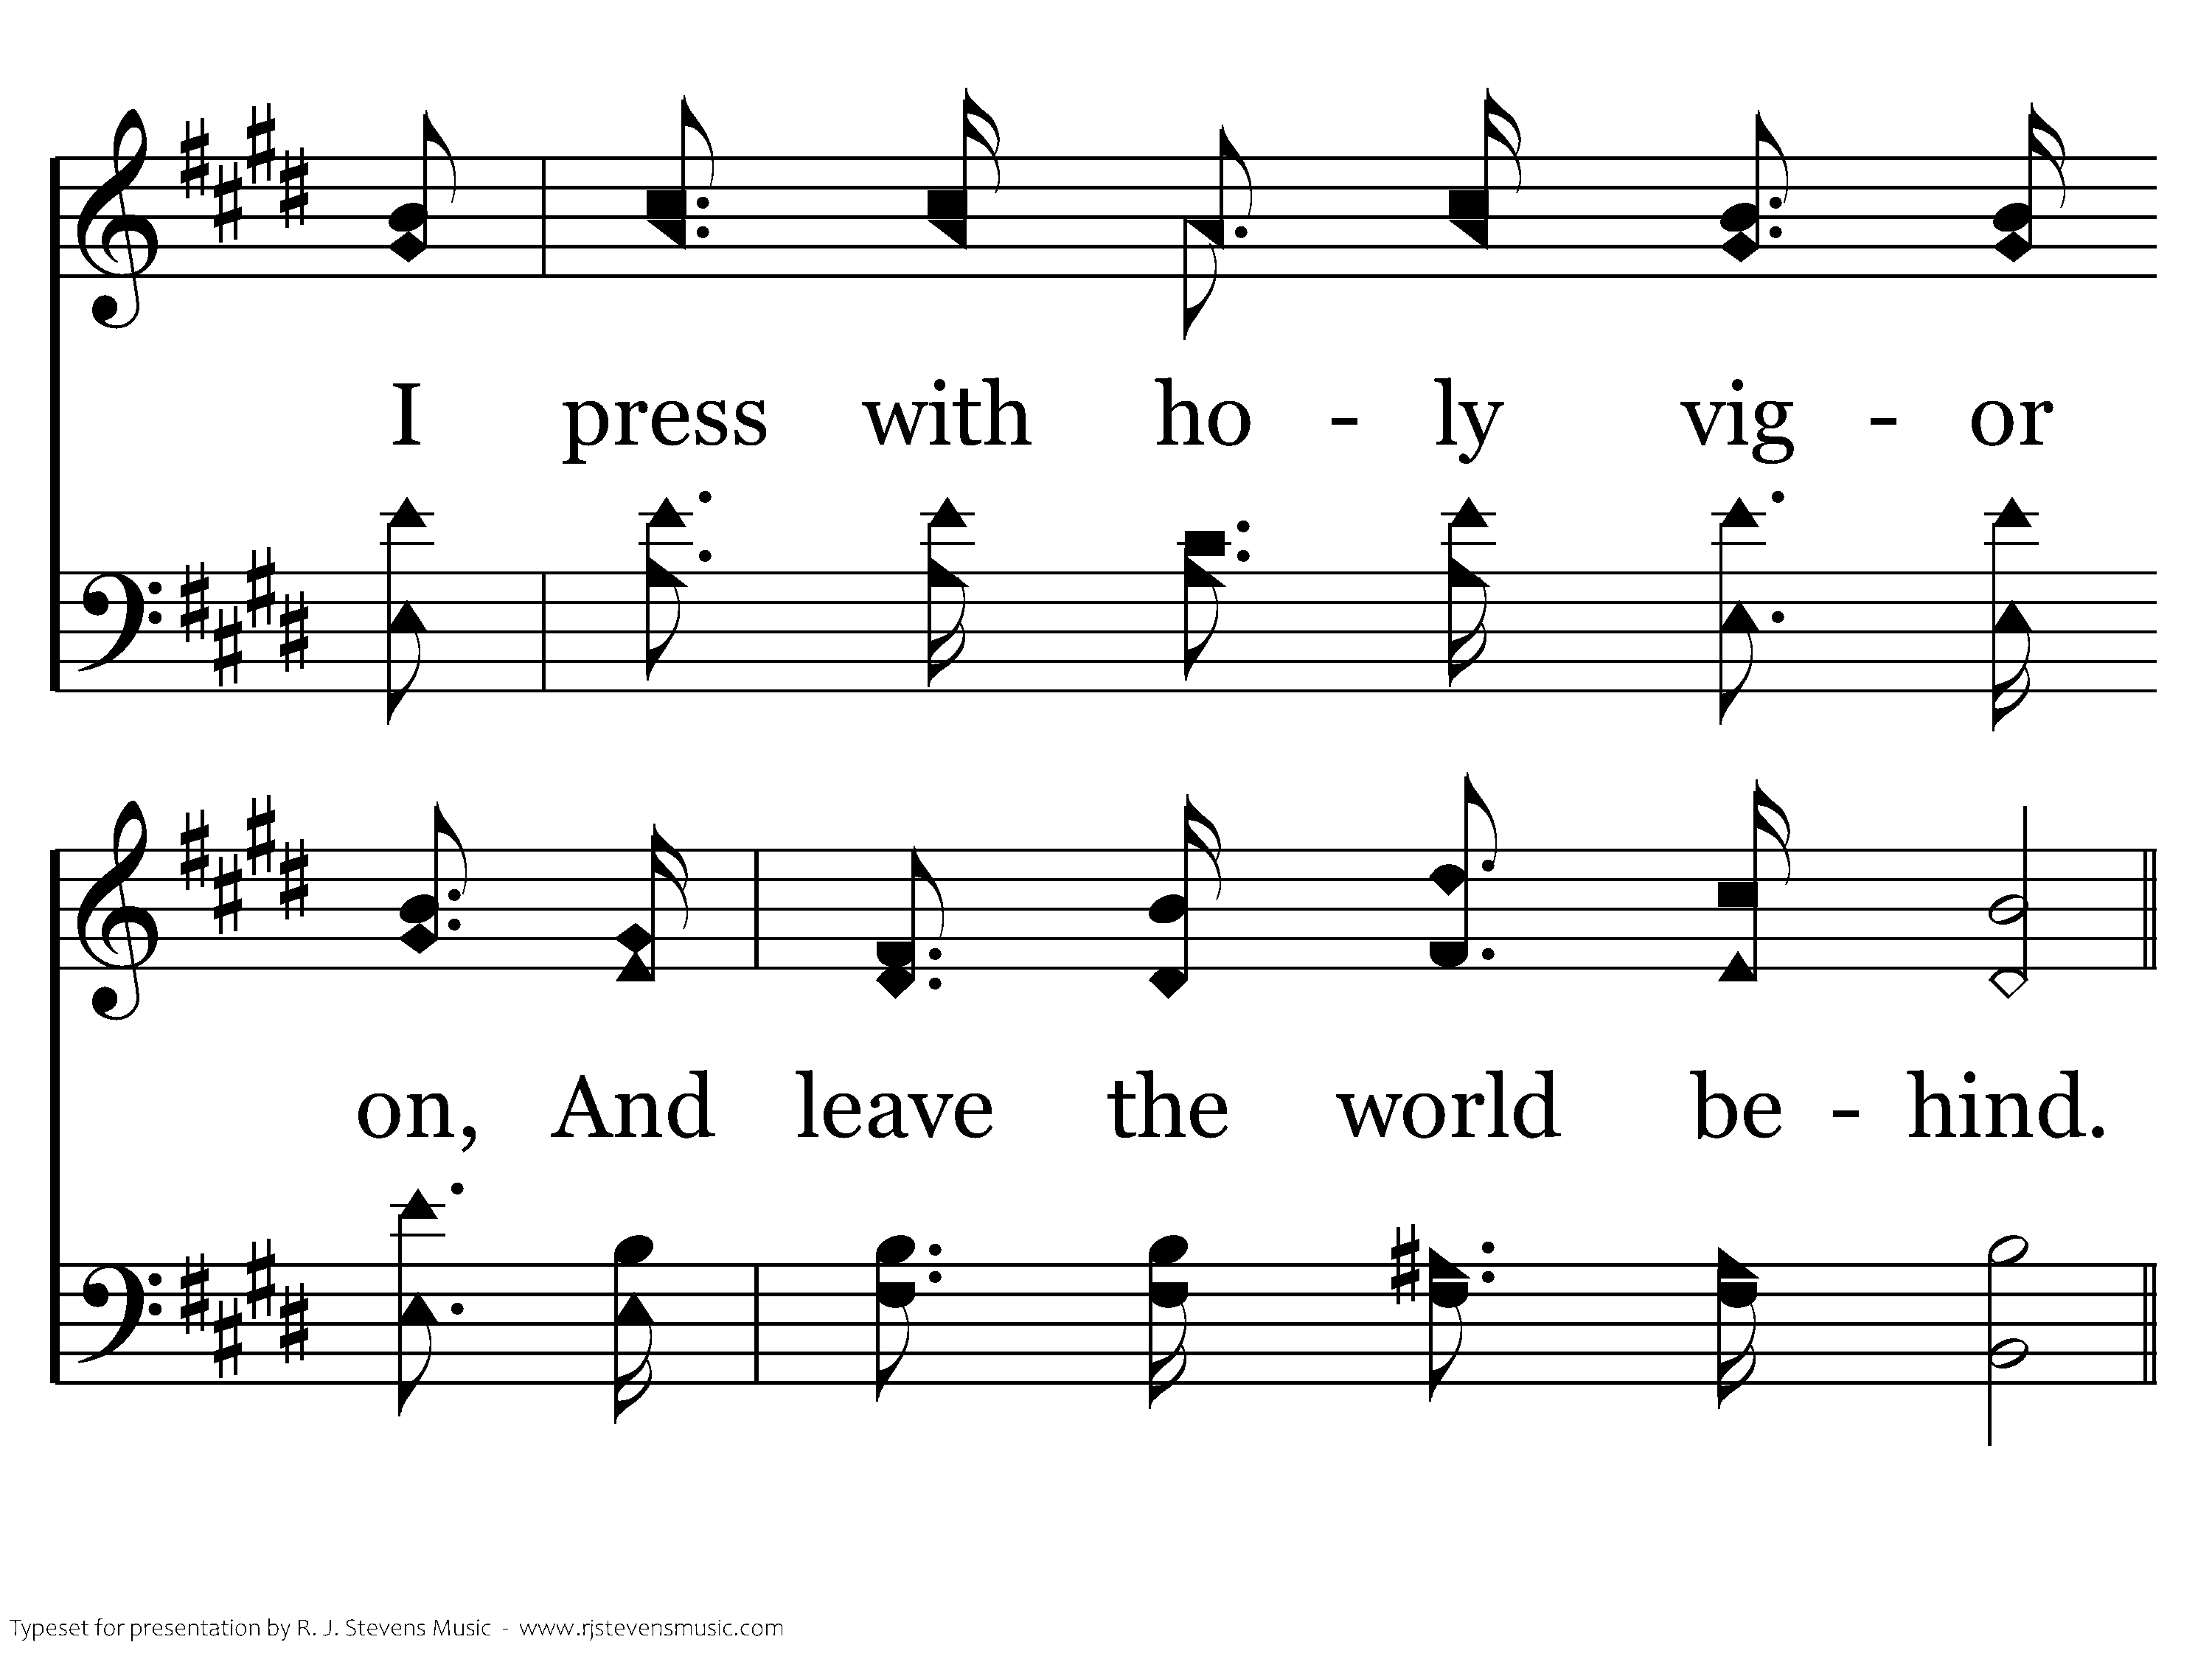 I press with ho - ly vig - or
on, And leave the world be - hind.
Typeset for presentation by R. J. Stevens Music - www.rjstevensmusic.com